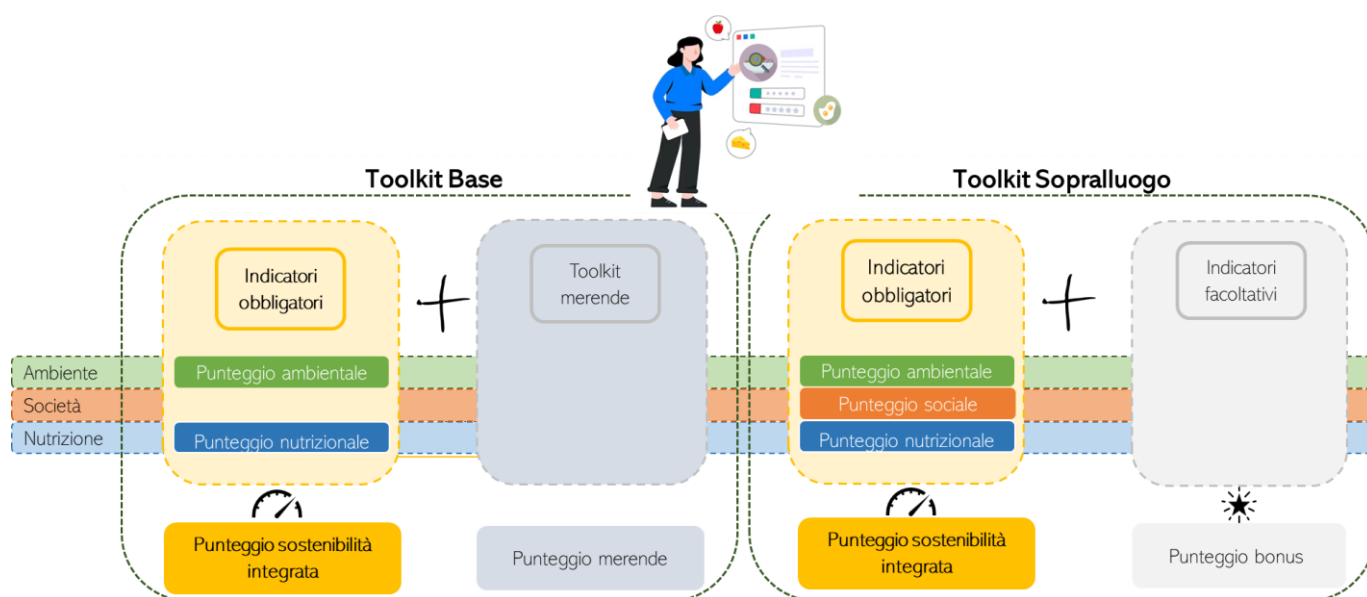 Toolkit Base
Toolkit Sopralluogo
Indicatori
obbligatori
Toolkit
merende
Indicatori
obbligatori
Indicatori
facoltativi
Ambiente
Punteggio ambientale
Punteggio ambientale
Società
Punteggio sociale
Nutrizione
Punteggio nutrizionale
Punteggio nutrizionale
Punteggio sostenibilità
integrata
Punteggio merende
Punteggio sostenibilità
integrata
Punteggio bonus